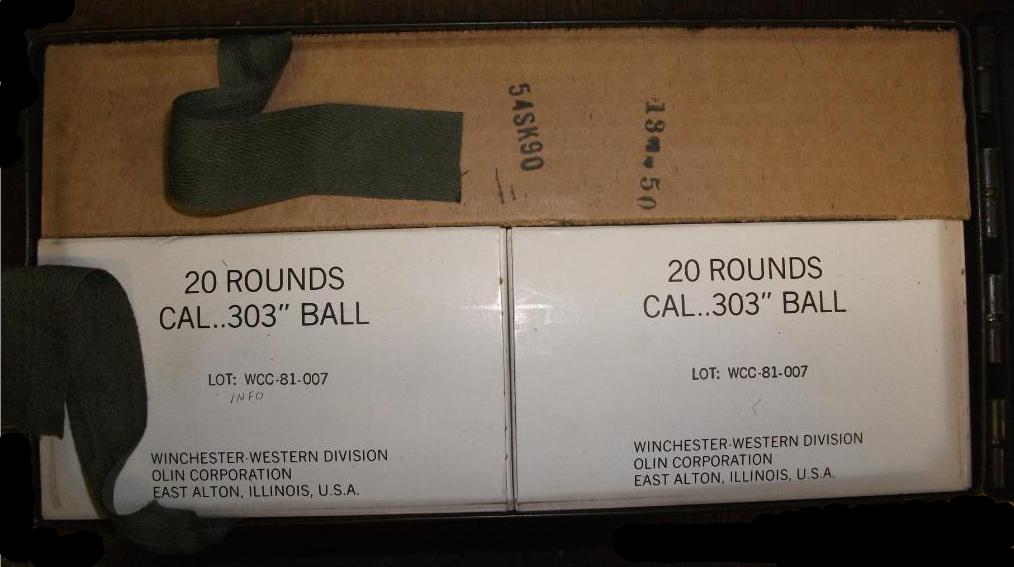 54SK90
20 ROUNDS
CAL..303" BALL
LOT: WCC-81-007
INFO
WINCHESTER-WESTERN DIVISION
OLIN CORPORATION
EAST ALTON, ILLINOIS, U.S.A.
20 ROUNDS
CAL..303" BALL
LOT: WCC-81-007
WINCHESTER-WESTERN DIVISION
OLIN CORPORATION
EAST ALTON, ILLINOIS, U.S.A.